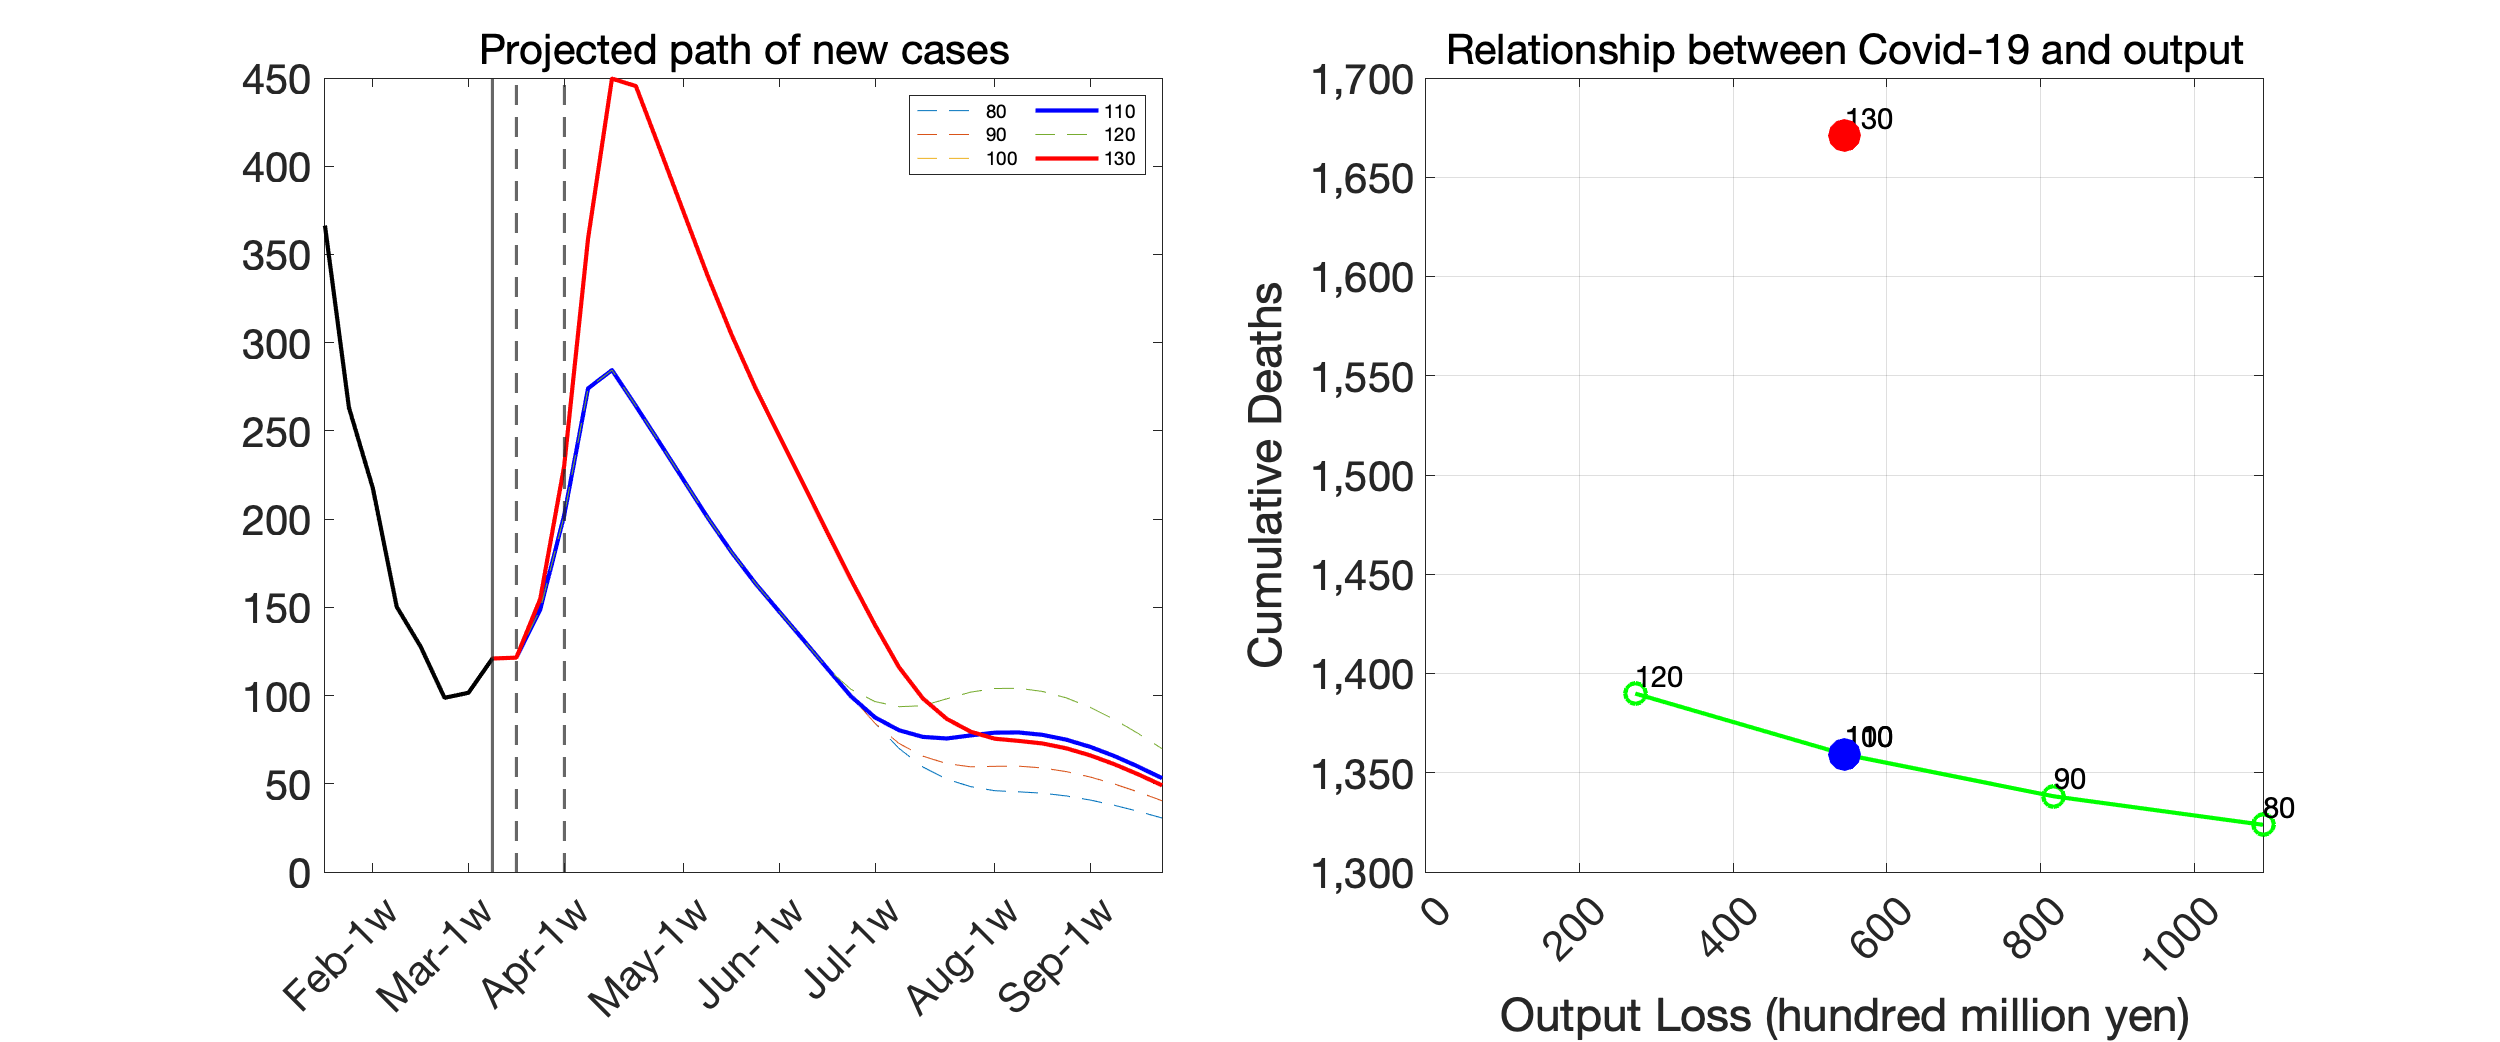 Projected path of new cases
450
400
350
300
250
200
150
100
50
0
80
90
100
110
120
130
Feb-1w
Mar-1w
Apr-1w
May-1w
Jun-1w
Jul-1w
Aug-1w
Sep-1w
Relationship between Covid-19 and output
Cumulative Deaths
1,700
1,650
1,600
1,550
1,500
1,450
1,400
1,350
1,300
130
120
90
80
0
200
400
600
800
1000
Output Loss (hundred million yen)